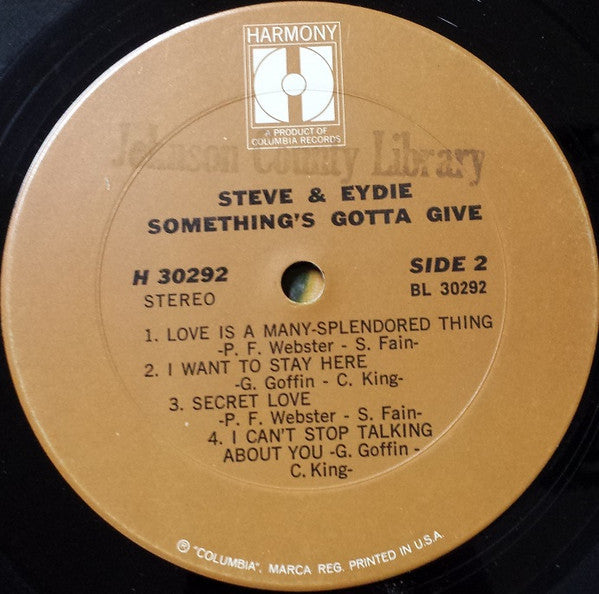 HARMONY
H
A PRODUCT OF
COLUMBIA RECORDS
Johnson County Library
STEVE & EYDIE
SOMETHING'S GOTTA GIVE
H 30292
SIDE 2
STEREO
BL 30292
1. LOVE IS A MANY-SPLENDORED THING
-P. F. Webster - S. Fain-
2. I WANT TO STAY HERE
-G. Goffin - C. King-
3. SECRET LOVE
-P. F. Webster - S. Fain-
4. I CAN'T STOP TALKING
ABOUT YOU -G. Goffin -
C. King-
℗ "COLUMBIA", MARCA REG. PRINTED IN U.S.A.